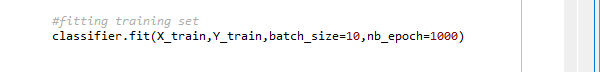 #fitting training set
classifier.fit(X_train,Y_train,batch_size=10,nb_epoch=1000)